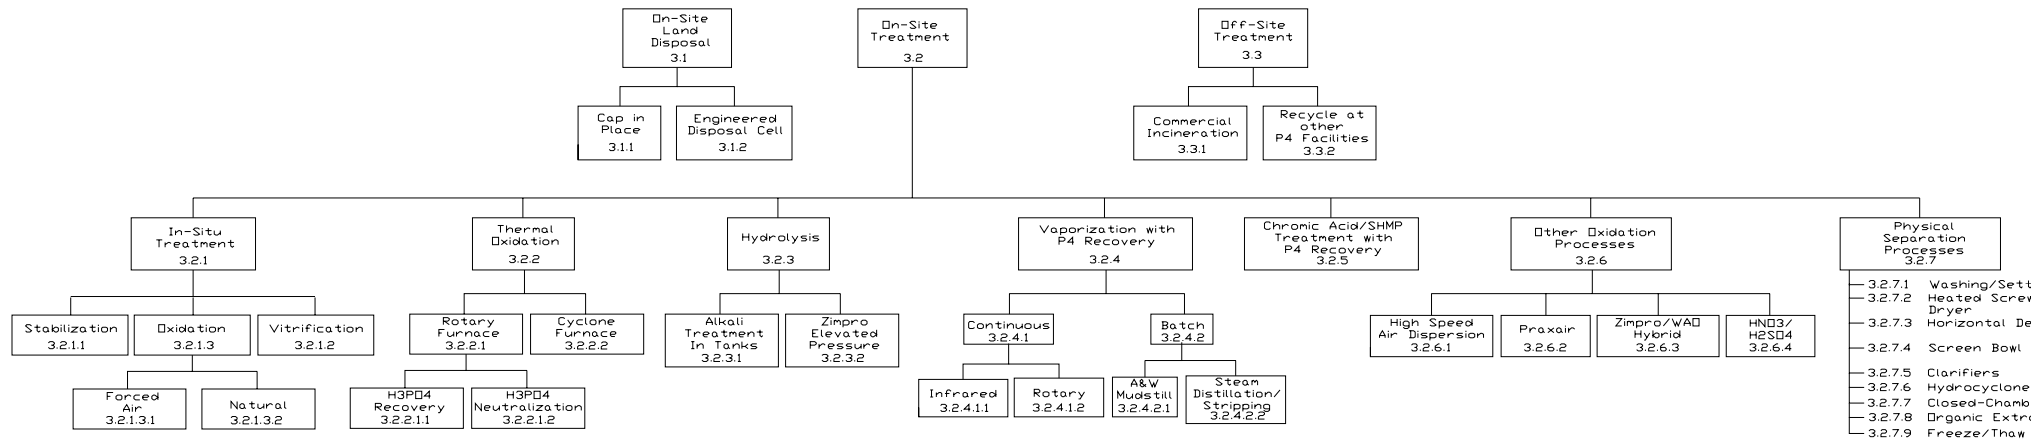 On-Site
Land
Disposal
3.1
On-Site
Treatment
3.2
Off-Site
Treatment
3.3
Cap in
Place
3.1.1
Engineered
Disposal Cell
3.1.2
Commercial
Incineration
3.3.1
Recycle at
other
P4 Facilities
3.3.2
In-Situ
Treatment
3.2.1
Thermal
Oxidation
3.2.2
Hydrolysis
3.2.3
Vaporization with
P4 Recovery
3.2.4
Chromic Acid/SHMP
Treatment with
P4 Recovery
3.2.5
Other Oxidation
Processes
3.2.6
Physical
Separation
Processes
3.2.7
Stabilization
3.2.1.1
Oxidation
3.2.1.3
Vitrification
3.2.1.2
Rotary
Furnace
3.2.2.1
Cyclone
Furnace
3.2.2.2
Alkali
Treatment
In Tanks
3.2.3.1
Zimpro
Elevated
Pressure
3.2.3.2
Continuous
3.2.4.1
Batch
3.2.4.2
High Speed
Air Dispersion
3.2.6.1
Praxair
3.2.6.2
Zimpro/WAO
Hybrid
3.2.6.3
HNO3/
H2SO4
3.2.6.4
Forced
Air
3.2.1.3.1
Natural
3.2.1.3.2
H3PO4
Recovery
3.2.2.1.1
H3PO4
Neutralization
3.2.2.1.2
Infrared
3.2.4.1.1
Rotary
3.2.4.1.2
A&W
Mudstill
3.2.4.2.1
Steam
Distillation/
Stripping
3.2.4.2.2
3.2.7.1 Washing/Sett
3.2.7.2 Heated Screw
Dryer
3.2.7.3 Horizontal De
3.2.7.4 Screen Bowl
3.2.7.5 Clarifiers
3.2.7.6 Hydrocyclone
3.2.7.7 Closed-Chamb
3.2.7.8 Organic Extra
3.2.7.9 Freeze/Thaw